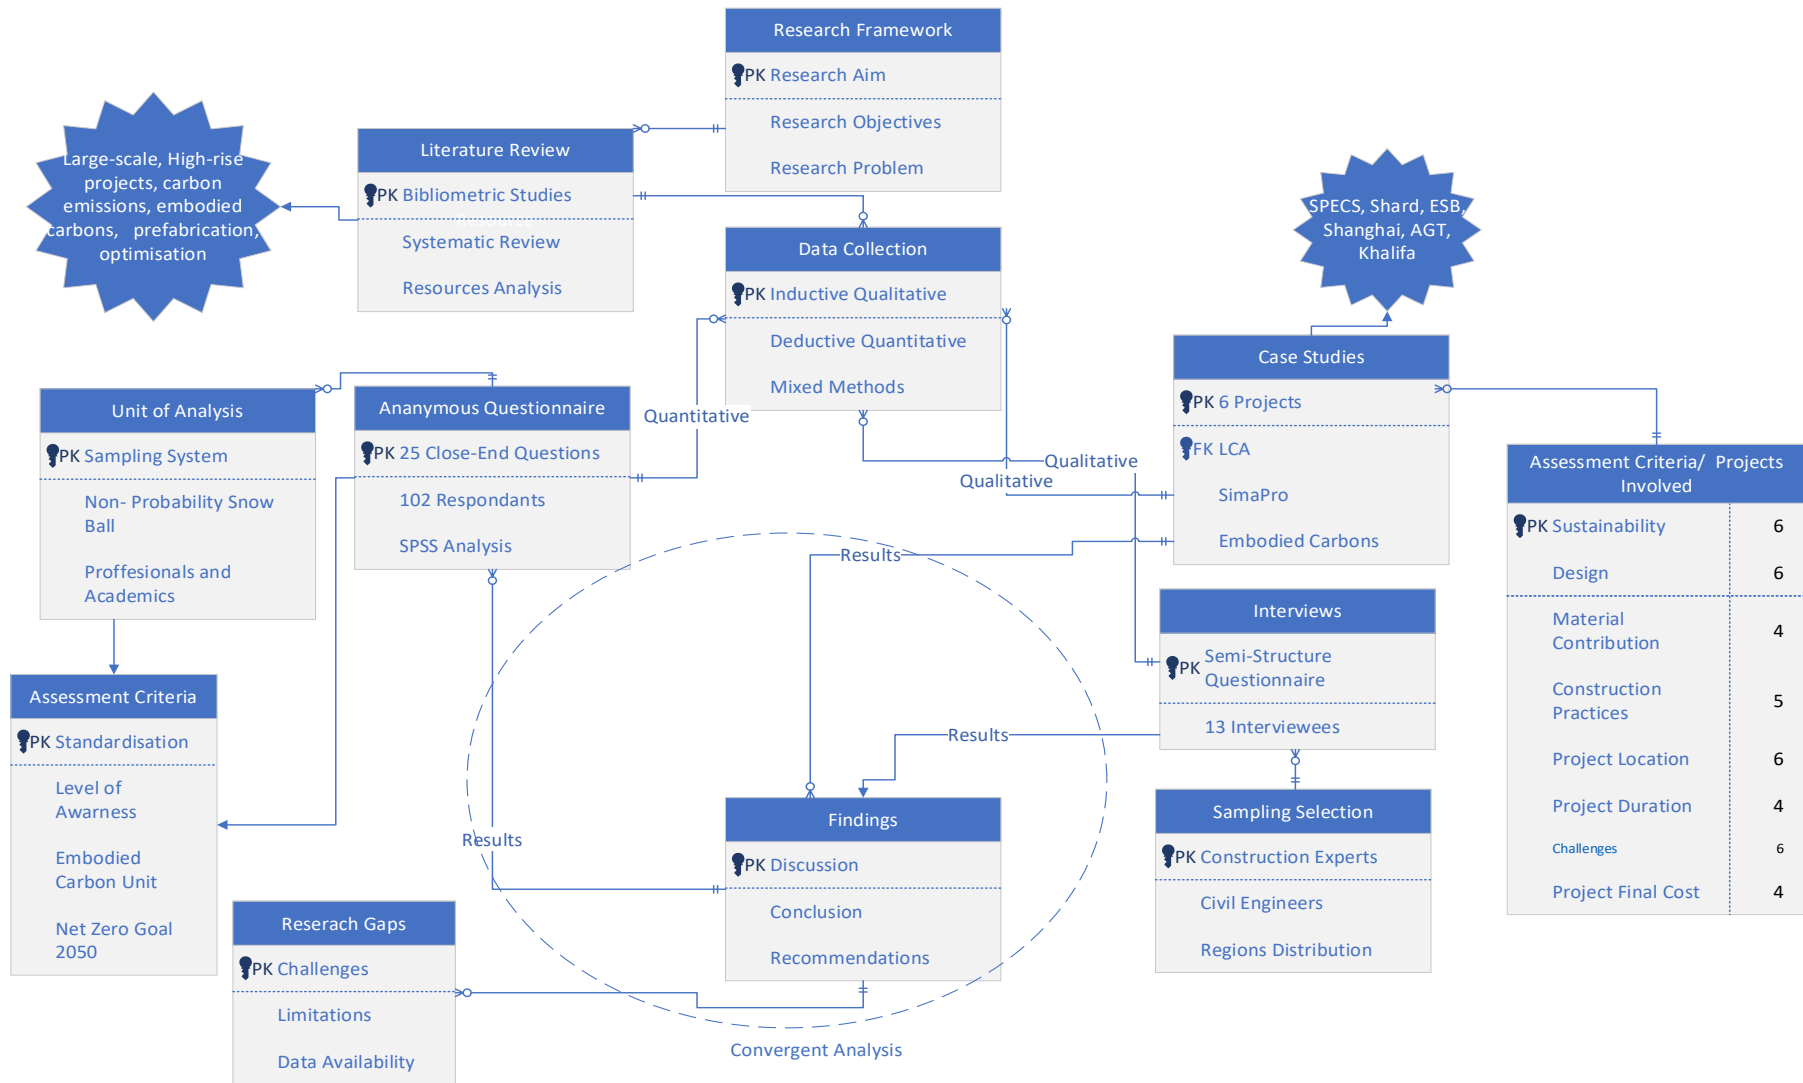 Research Framework
PK Research Aim
Research Objectives
Research Problem
Large-scale, High-rise
projects, carbon
emissions, embodied
carbons, prefabrication,
optimisation
Literature Review
PK Bibliometric Studies
Resource
Systematic Review
Resources Analysis
SPECS, Shard, ESB,
Shanghai, AGT,
Khalifa
Data Collection
PK Inductive Qualitative
Deductive Quantitative
Mixed Methods
Case Studies
PK 6 Projects
FK LCA
SimaPro
Embodied Carbons
Unit of Analysis
PK Sampling System
Non- Probability Snow
Ball
Proffesionals and
Academics
Ananymous Questionnaire
PK 25 Close-End Questions
102 Respondants
SPSS Analysis
Quantitative
Qualitative
Qualitative
Assessment Criteria/ Projects
Involved
PK Sustainability 6
Design 6
Material
Contribution 4
Construction
Practices 5
Project Location 6
Project Duration 4
Challenges 6
Project Final Cost 4
Results
Interviews
PK Semi-Structure
Questionnaire
13 Interviewees
Results
Assessment Criteria
PK Standardisation
Level of
Awarness
Embodied
Carbon Unit
Net Zero Goal
2050
Results
Findings
PK Discussion
Conclusion
Recommendations
Sampling Selection
PK Construction Experts
Civil Engineers
Regions Distribution
Reserach Gaps
PK Challenges
Limitations
Data Availability
Convergent Analysis